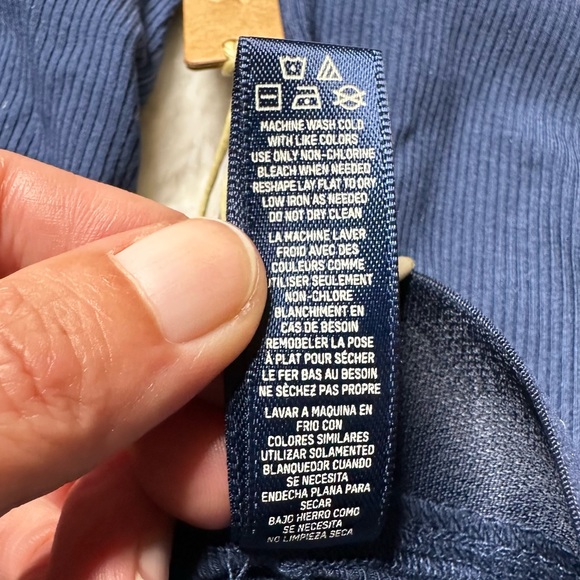 MACHINE WASH COLD
WITH LIKE COLORS
USE ONLY NON-CHLORINE
BLEACH WHEN NEEDED
RESHAPE LAY FLAT TO DRY
LOW IRON AS NEEDED
DO NOT DRY CLEAN
LA MACHINE LAVER
FROID AVEC DES
COULEURS COMME
UTILISER SEULEMENT
NON-CHLORE
BLANCHIMENT EN
CAS DE BESOIN
REMODELER LA POSE
À PLAT POUR SÉCHER
LE FER BAS AU BESOIN
NE SÈCHEZ PAS PROPRE
LAVAR A MAQUINA EN
FRIO CON
COLORES SIMILARES
UTILIZAR SOLAMENTED
BLANQUEDOR CUANDO
SE NECESITA
ENDECHA PLANA PARA
SECAR
BAJO HIERRO COMO
SE NECESITA
NO LIMPIEZA SECA